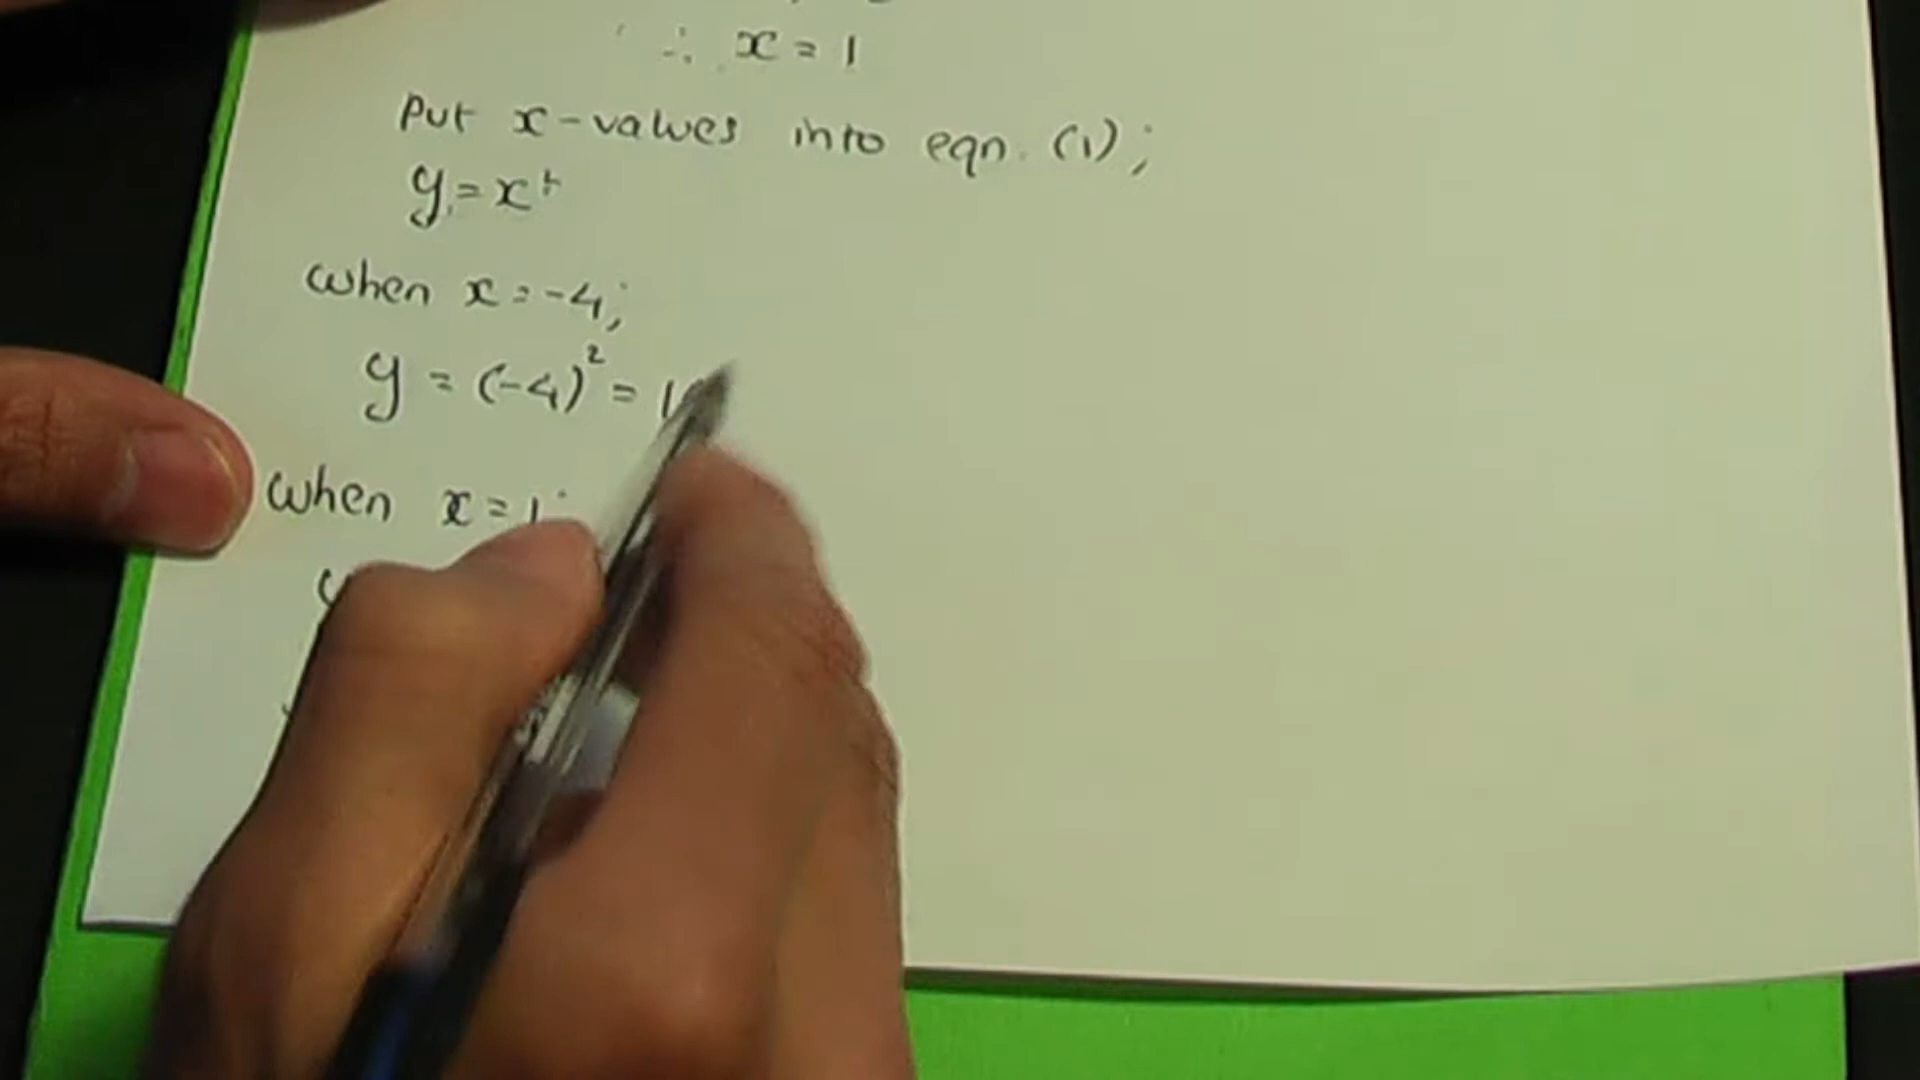 ∴ x = 1
Put x-values into eqn. (1);
y = x²
when x = -4;
y = (-4)² = 1
when x = 1;
y